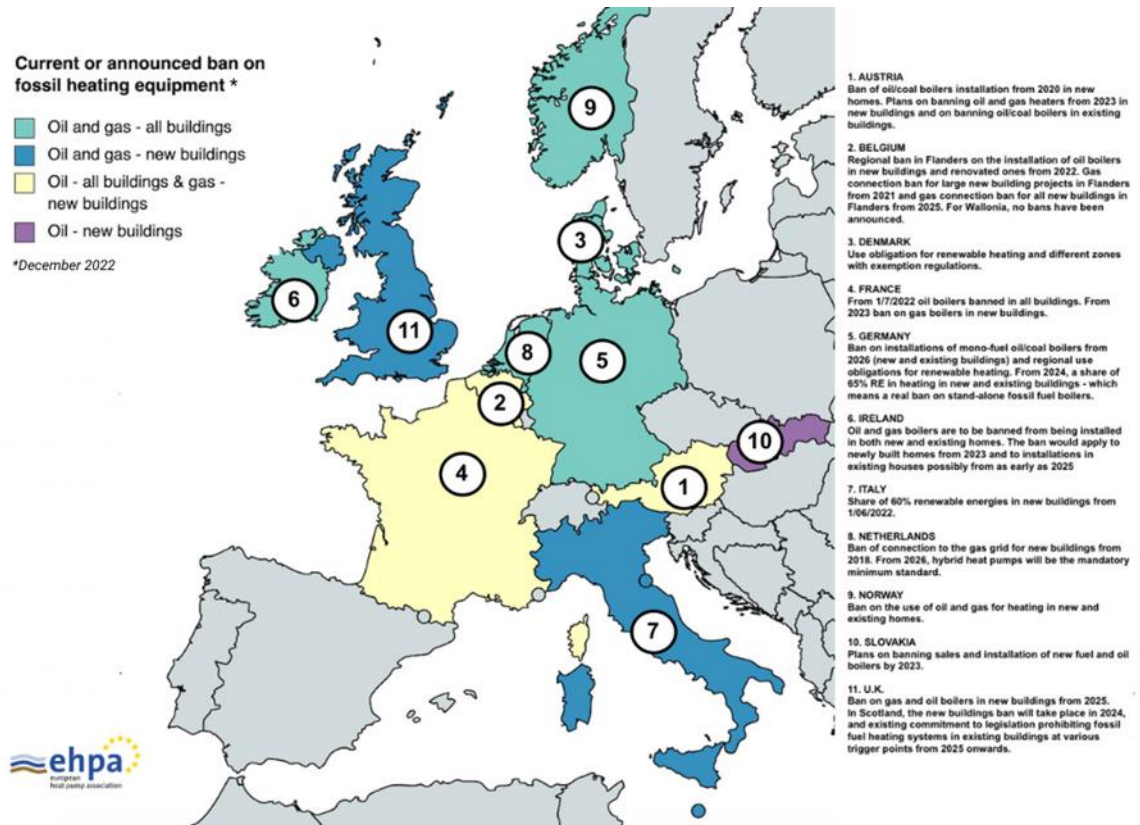 Current or announced ban on
fossil heating equipment *
Oil and gas - all buildings
Oil and gas - new buildings
Oil - all buildings & gas -
new buildings
Oil - new buildings
*December 2022
9
3
6
11
8
5
2
10
4
1
7
ehpa
european
heat pump association
1. AUSTRIA
Ban of oil/coal boilers installation from 2020 in new
homes. Plans on banning oil and gas heaters from 2023 in
new buildings and on banning oil/coal boilers in existing
buildings.
2. BELGIUM
Regional ban in Flanders on the installation of oil boilers
in new buildings and renovated ones from 2022. Gas
connection ban for large new building projects in Flanders
from 2021 and gas connection ban for all new buildings in
Flanders from 2025. For Wallonia, no bans have been
announced.
3. DENMARK
Use obligation for renewable heating and different zones
with exemption regulations.
4. FRANCE
From 1/7/2022 oil boilers banned in all buildings. From
2023 ban on gas boilers in new buildings.
5. GERMANY
Ban on installations of mono-fuel oil/coal boilers from
2026 (new and existing buildings) and regional use
obligations for renewable heating. From 2024, a share of
65% RE in heating in new and existing buildings - which
means a real ban on stand-alone fossil fuel boilers.
6. IRELAND
Oil and gas boilers are to be banned from being installed
in both new and existing homes. The ban would apply to
newly built homes from 2023 and to installations in
existing houses possibly from as early as 2025
7. ITALY
Share of 60% renewable energies in new buildings from
1/06/2022.
8. NETHERLANDS
Ban of connection to the gas grid for new buildings from
2018. From 2026, hybrid heat pumps will be the mandatory
minimum standard.
9. NORWAY
Ban on the use of oil and gas for heating in new and
existing homes.
10. SLOVAKIA
Plans on banning sales and installation of new fuel and oil
boilers by 2023.
11. U.K.
Ban on gas and oil boilers in new buildings from 2025.
In Scotland, the new buildings ban will take place in 2024,
and existing commitment to legislation prohibiting fossil
fuel heating systems in existing buildings at various
trigger points from 2025 onwards.